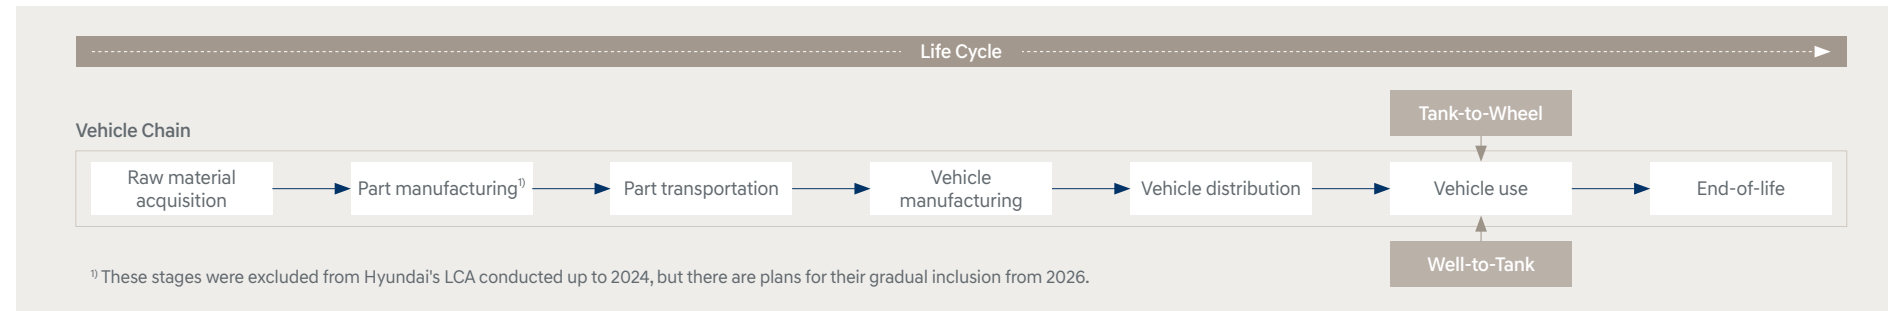 Life Cycle
Tank-to-Wheel
Vehicle Chain
Raw material
acquisition
Part manufacturing1)
Part transportation
Vehicle
manufacturing
Vehicle distribution
Vehicle use
End-of-life
Well-to-Tank
1) These stages were excluded from Hyundai's LCA conducted up to 2024, but there are plans for their gradual inclusion from 2026.